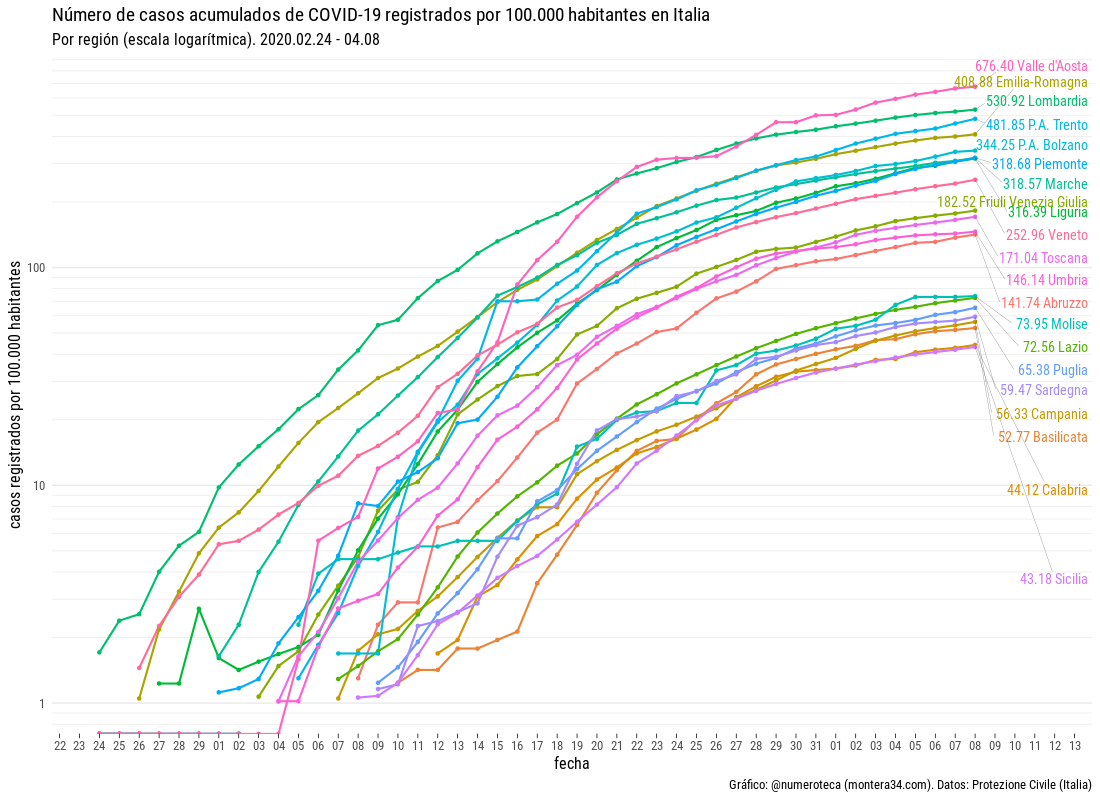 Número de casos acumulados de COVID-19 registrados por 100.000 habitantes en Italia
Por región (escala logarítmica). 2020.02.24 - 04.08
casos registrados por 100.000 habitantes
100
10
1
676.40 Valle d'Aosta
408.88 Emilia-Romagna
530.92 Lombardia
481.85 P.A. Trento
344.25 P.A. Bolzano
318.68 Piemonte
318.57 Marche
182.52 Friuli Venezia Giulia
316.39 Liguria
252.96 Veneto
171.04 Toscana
146.14 Umbria
141.74 Abruzzo
73.95 Molise
72.56 Lazio
65.38 Puglia
59.47 Sardegna
56.33 Campania
52.77 Basilicata
44.12 Calabria
43.18 Sicilia
22 23 24 25 26 27 28 29 01 02 03 04 05 06 07 08 09 10 11 12 13 14 15 16 17 18 19 20 21 22 23 24 25 26 27 28 29 30 31 01 02 03 04 05 06 07 08 09 10 11 12 13
fecha
Gráfico: @numeroteca (montera34.com). Datos: Protezione Civile (Italia)